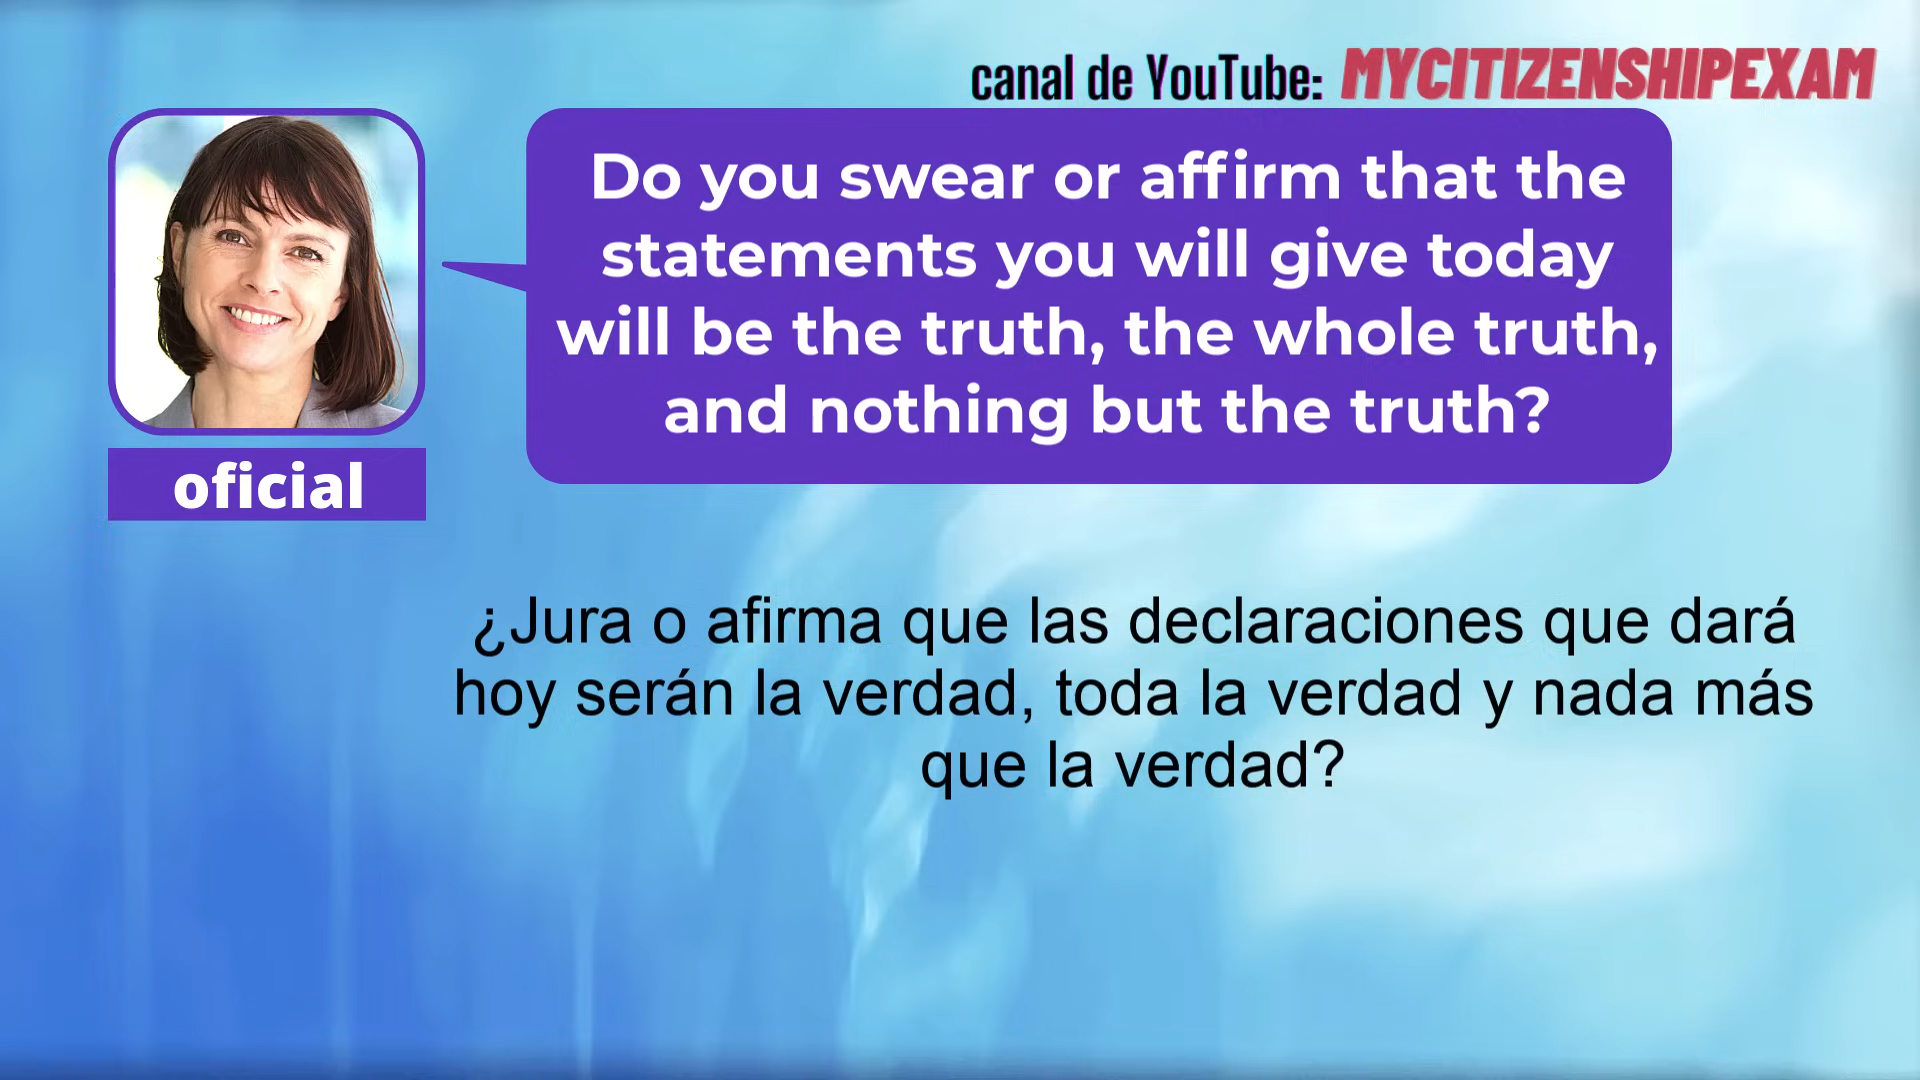 canal de YouTube: MYCITIZENSHIPEXAM
Do you swear or affirm that the
statements you will give today
will be the truth, the whole truth,
and nothing but the truth?
oficial
¿Jura o afirma que las declaraciones que dará
hoy serán la verdad, toda la verdad y nada más
que la verdad?